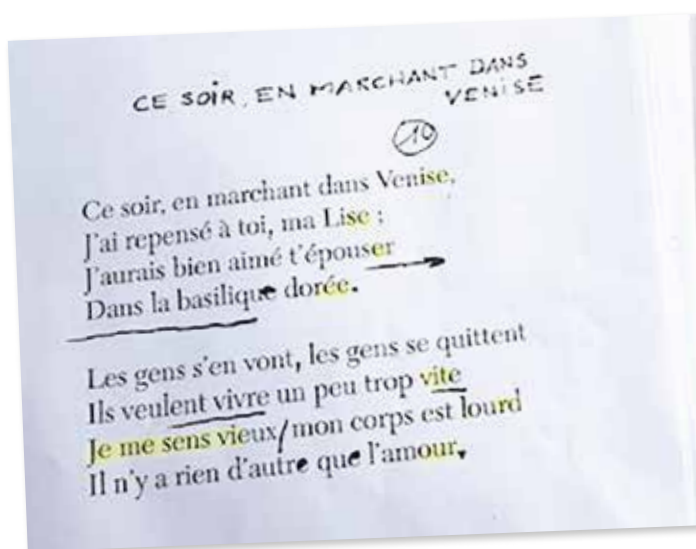 CE SOIR, EN MARCHANT DANS
VENISE
10
Ce soir, en marchant dans Venise,
J'ai repensé à toi, ma Lise ;
J'aurais bien aimé t'épouser
Dans la basilique dorée.
Les gens s'en vont, les gens se quittent
Ils veulent vivre un peu trop vite
Je me sens vieux/mon corps est lourd
Il n'y a rien d'autre que l'amour.